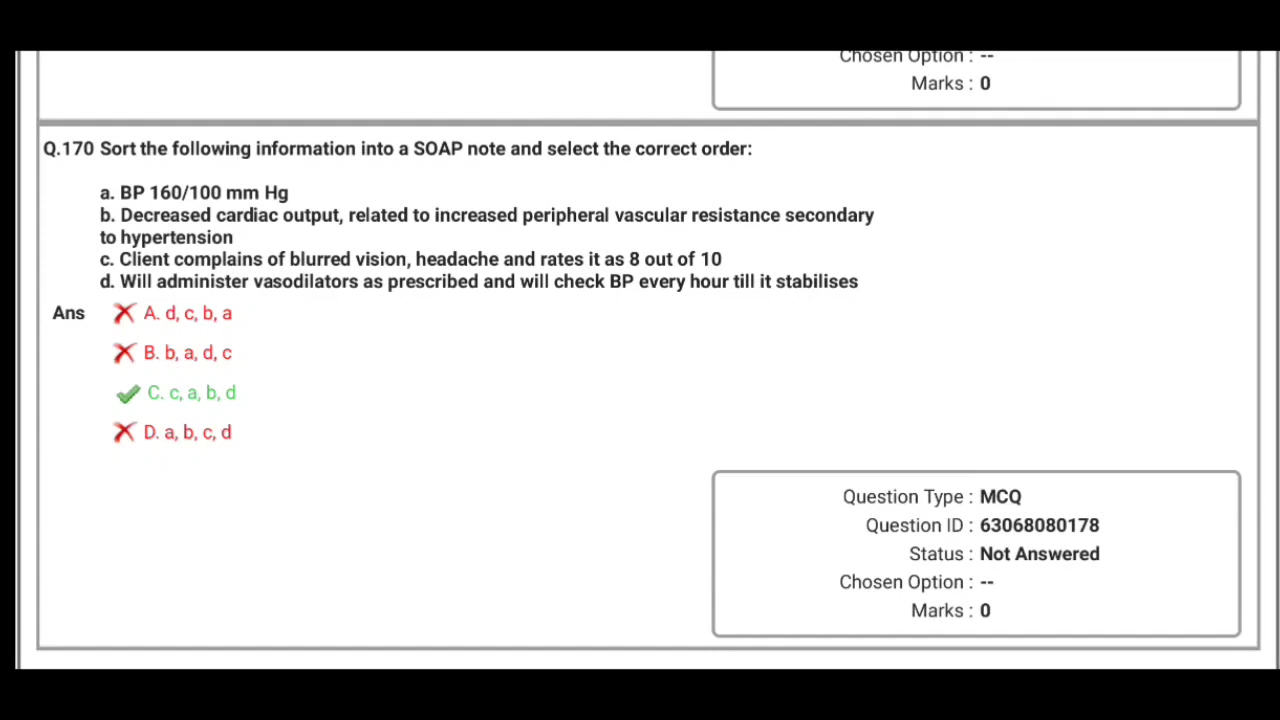 Chosen Option : --
Marks : 0
Q.170 Sort the following information into a SOAP note and select the correct order:
a. BP 160/100 mm Hg
b. Decreased cardiac output, related to increased peripheral vascular resistance secondary
to hypertension
c. Client complains of blurred vision, headache and rates it as 8 out of 10
d. Will administer vasodilators as prescribed and will check BP every hour till it stabilises
Ans A. d, c, b, a
B. b, a, d, c
C. c, a, b, d
D. a, b, c, d
Question Type : MCQ
Question ID : 63068080178
Status : Not Answered
Chosen Option : --
Marks : 0